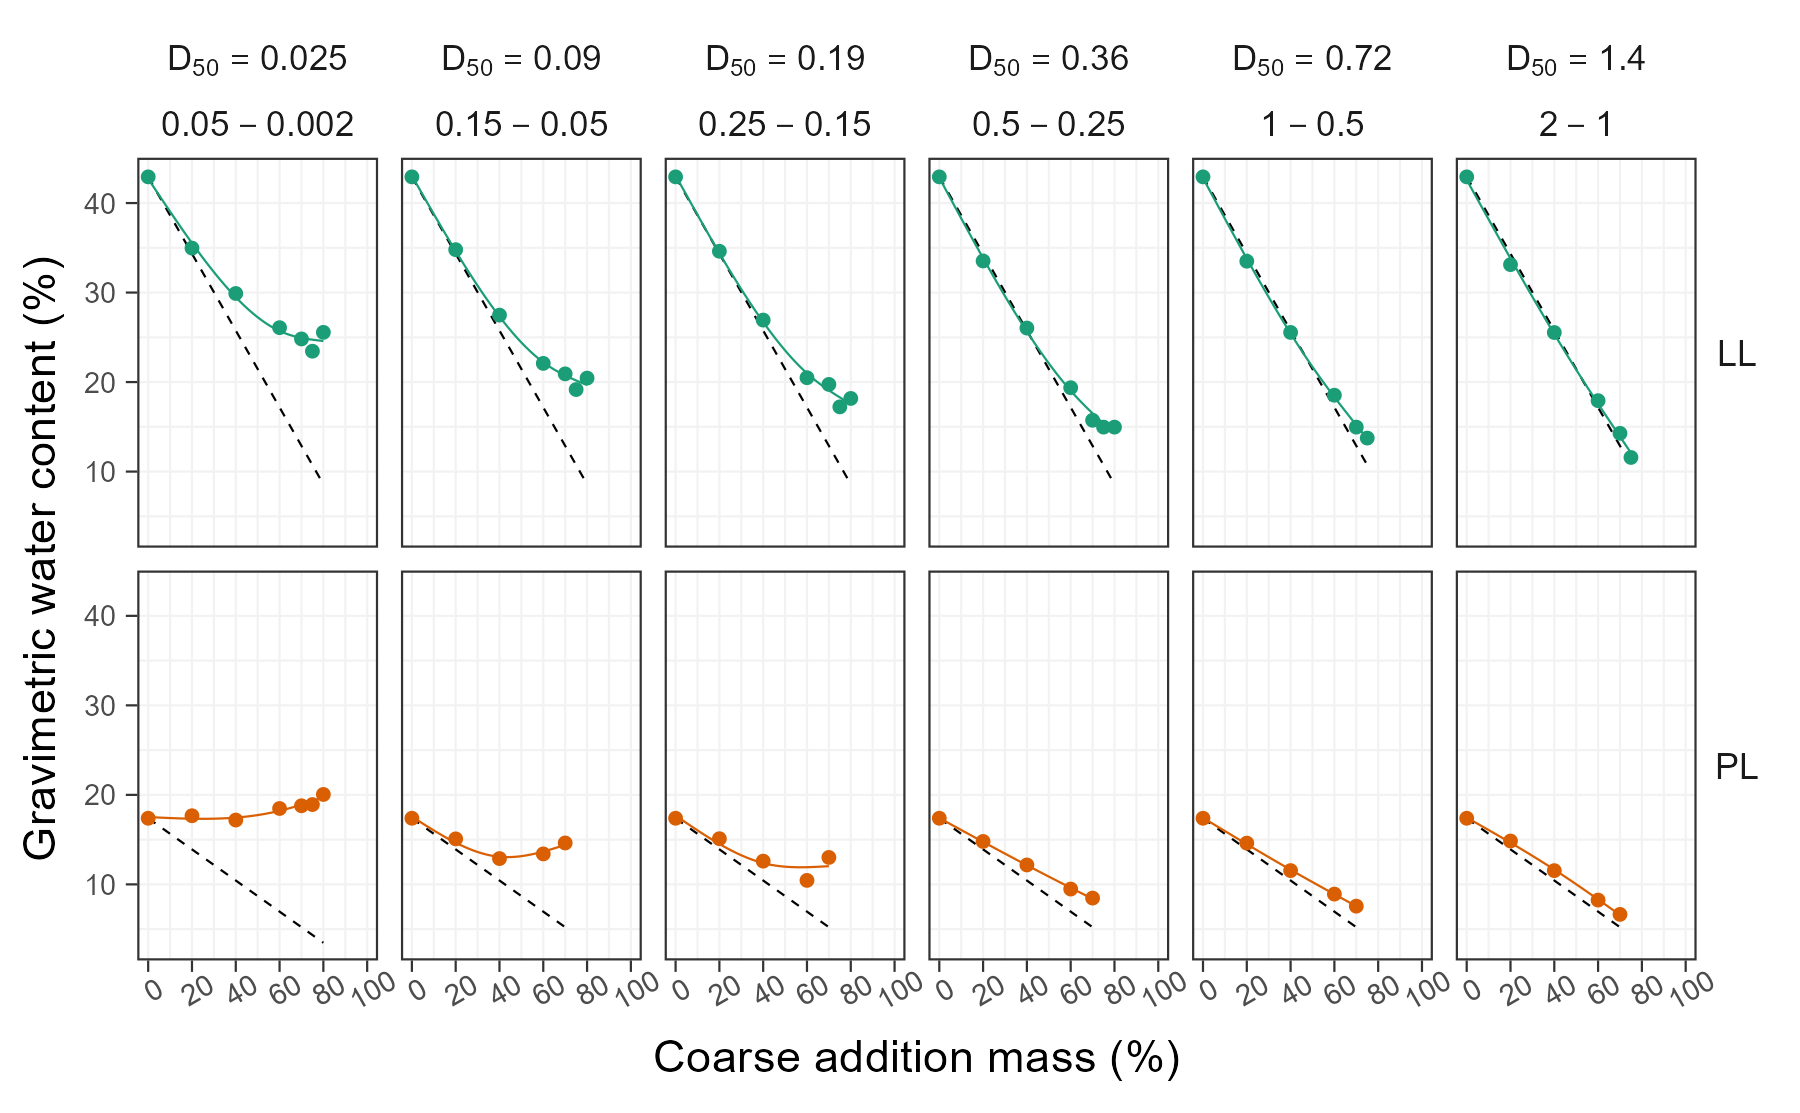 D₅₀ = 0.025 D₅₀ = 0.09 D₅₀ = 0.19 D₅₀ = 0.36 D₅₀ = 0.72 D₅₀ = 1.4
0.05 – 0.002 0.15 – 0.05 0.25 – 0.15 0.5 – 0.25 1 – 0.5 2 – 1
Gravimetric water content (%)
40
30
20
10
LL
40
30
20
10
PL
0 20 40 60 80 100 0 20 40 60 80 100 0 20 40 60 80 100 0 20 40 60 80 100 0 20 40 60 80 100 0 20 40 60 80 100
Coarse addition mass (%)